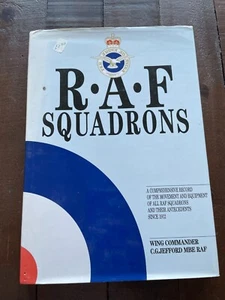 R·A·F
SQUADRONS
A COMPREHENSIVE RECORD
OF THE MOVEMENT AND EQUIPMENT
OF ALL RAF SQUADRONS
AND THEIR ANTECEDENTS
SINCE 1912
WING COMMANDER
C.G.JEFFORD MBE RAF